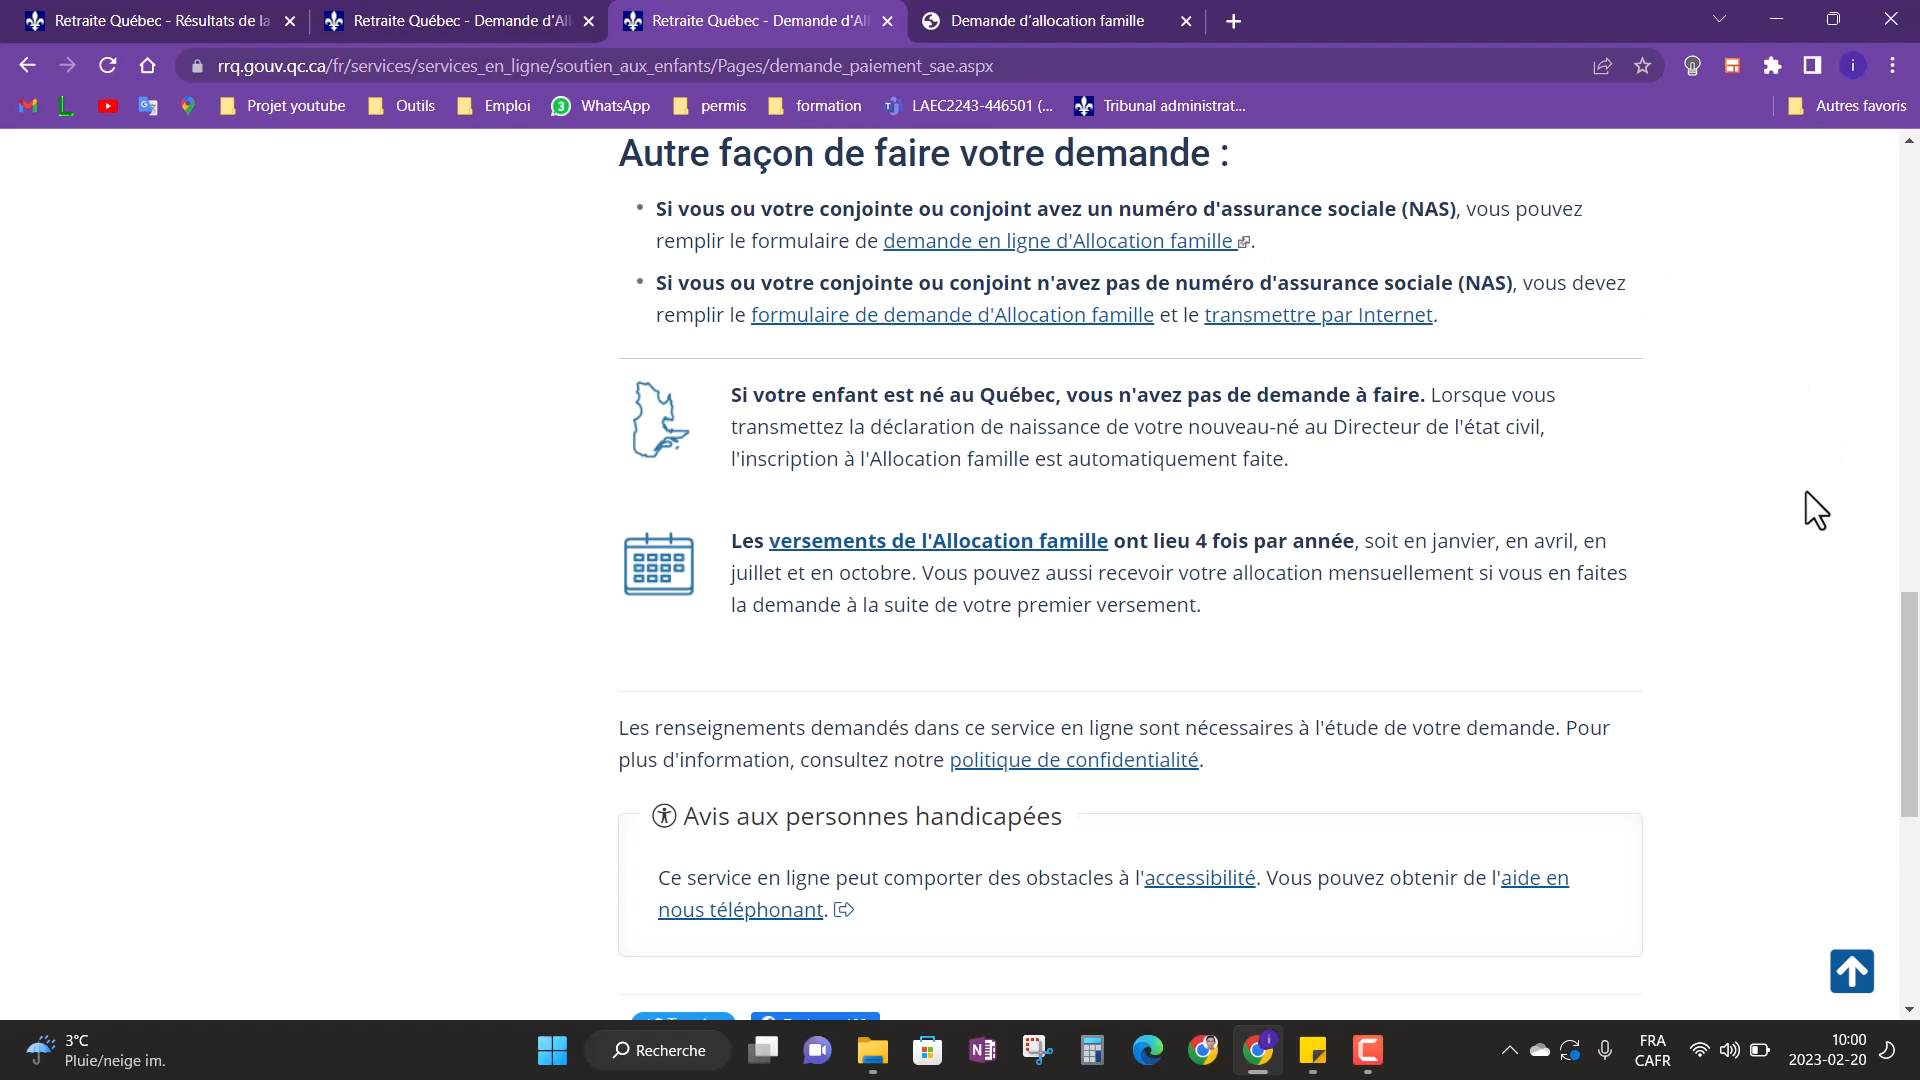 Retraite Québec - Résultats de la
Retraite Québec - Demande d'All
Retraite Québec - Demande d'All
Demande d'allocation famille
rrq.gouv.qc.ca/fr/services/services_en_ligne/soutien_aux_enfants/Pages/demande_paiement_sae.aspx
i
Projet youtube
Outils
Emploi
3
WhatsApp
permis
formation
LAEC2243-446501 (...
Tribunal administrat...
Autres favoris
Autre façon de faire votre demande :
• Si vous ou votre conjointe ou conjoint avez un numéro d'assurance sociale (NAS), vous pouvez
remplir le formulaire de demande en ligne d'Allocation famille.
• Si vous ou votre conjointe ou conjoint n'avez pas de numéro d'assurance sociale (NAS), vous devez
remplir le formulaire de demande d'Allocation famille et le transmettre par Internet.
Si votre enfant est né au Québec, vous n'avez pas de demande à faire. Lorsque vous
transmettez la déclaration de naissance de votre nouveau-né au Directeur de l'état civil,
l'inscription à l'Allocation famille est automatiquement faite.
Les versements de l'Allocation famille ont lieu 4 fois par année, soit en janvier, en avril, en
juillet et en octobre. Vous pouvez aussi recevoir votre allocation mensuellement si vous en faites
la demande à la suite de votre premier versement.
Les renseignements demandés dans ce service en ligne sont nécessaires à l'étude de votre demande. Pour
plus d'information, consultez notre politique de confidentialité.
Avis aux personnes handicapées
Ce service en ligne peut comporter des obstacles à l'accessibilité. Vous pouvez obtenir de l'aide en
nous téléphonant.
3°C
Pluie/neige im.
Recherche
FRA
CAFR
10:00
2023-02-20